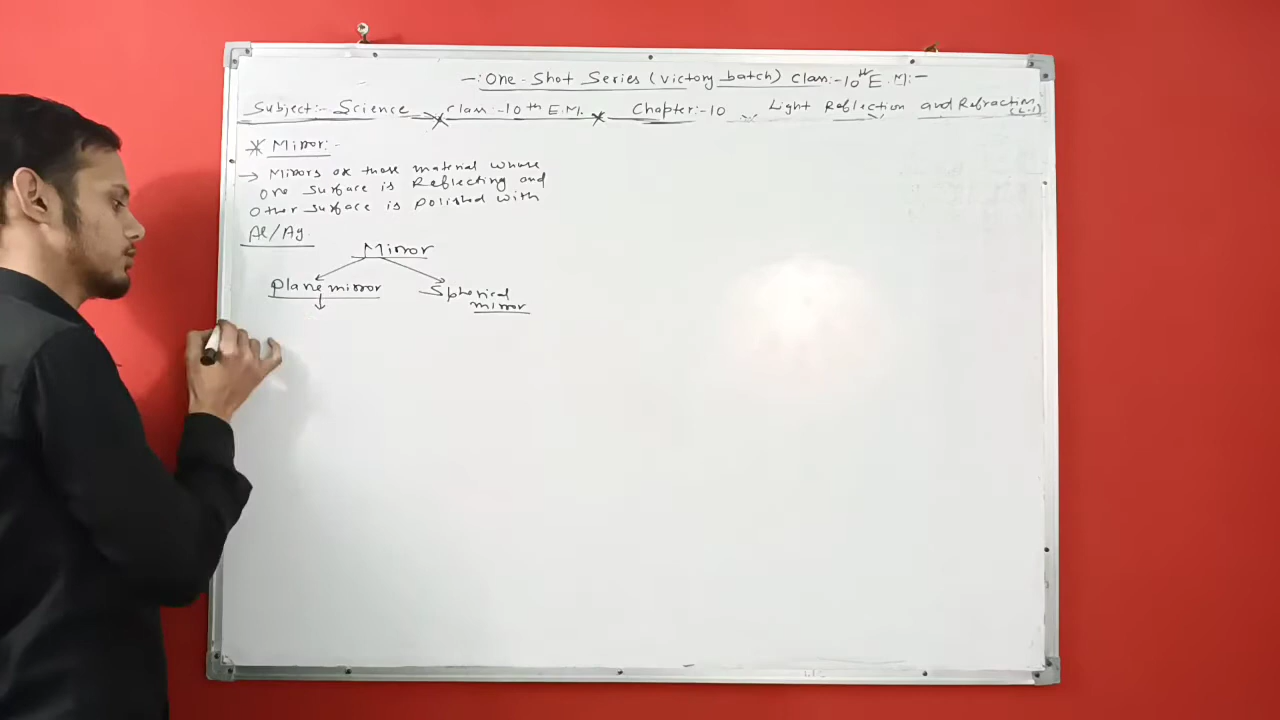 -: One-Shot Series (victory batch) Class:-10th E.M:-
Subject:- Science Class:-10th E.M. Chapter:-10 Light Reflection and Refraction (L-1)
* Mirror:-
→ Mirrors are those material whose
one surface is Reflecting and
Other surface is polished with
Al/Ag.
Mirror
Plane mirror
Spherical
mirror